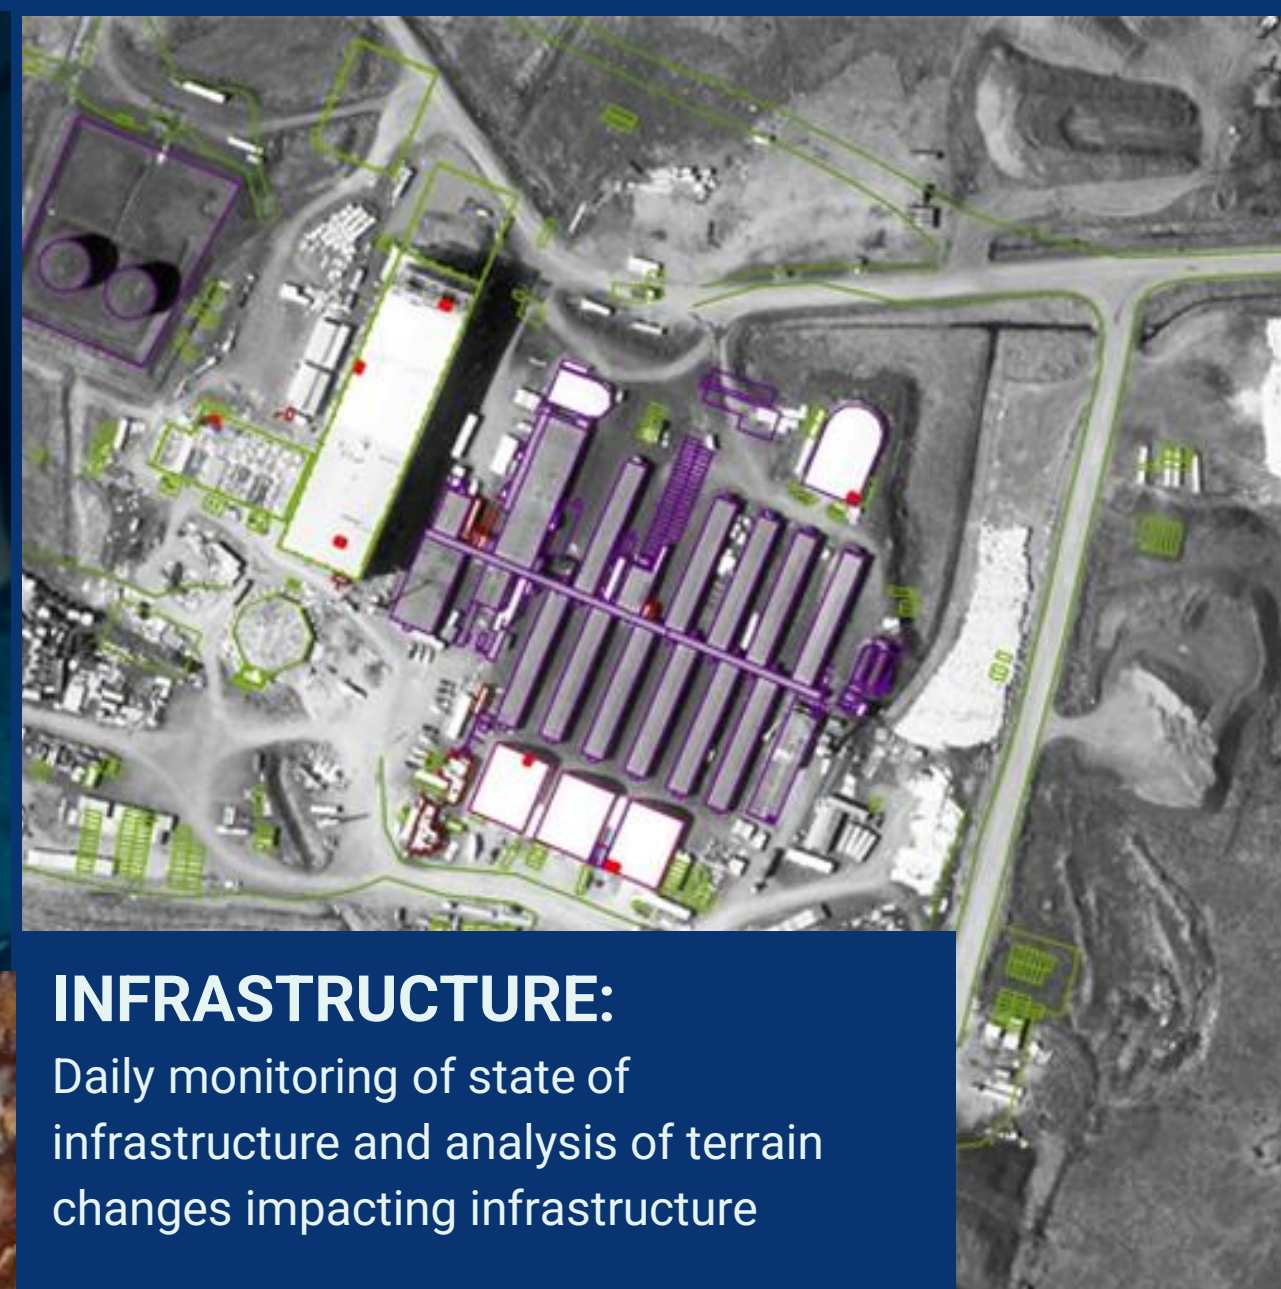 INFRASTRUCTURE:
Daily monitoring of state of
infrastructure and analysis of terrain
changes impacting infrastructure